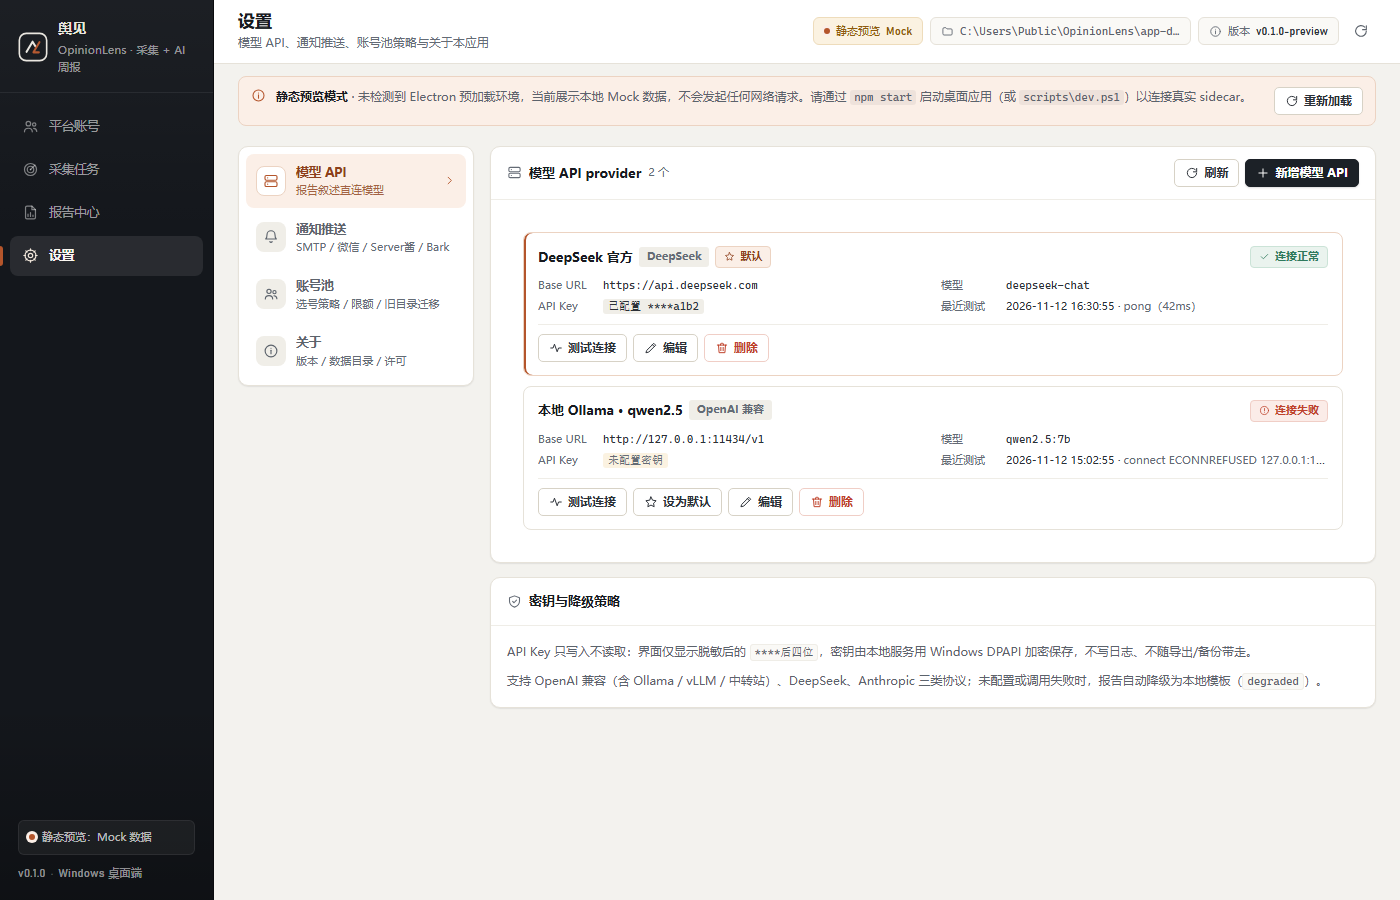 舆见
OpinionLens · 采集 + AI 周报
平台账号
采集任务
报告中心
设置
静态预览：Mock 数据
v0.1.0 · Windows 桌面端
设置
模型 API、通知推送、账号池策略与关于本应用
静态预览 Mock
C:\Users\Public\OpinionLens\app-d…
版本 v0.1.0-preview
静态预览模式 · 未检测到 Electron 预加载环境，当前展示本地 Mock 数据，不会发起任何网络请求。请通过 npm start 启动桌面应用（或 scripts\dev.ps1）以连接真实 sidecar。
重新加载
模型 API
报告叙述直连模型
通知推送
SMTP / 微信 / Server酱 / Bark
账号池
选号策略 / 限额 / 旧目录迁移
关于
版本 / 数据目录 / 许可
模型 API provider 2 个
刷新
新增模型 API
DeepSeek 官方 DeepSeek 默认
连接正常
Base URL https://api.deepseek.com
模型 deepseek-chat
API Key 已配置 ****a1b2
最近测试 2026-11-12 16:30:55 · pong（42ms）
测试连接 编辑 删除
本地 Ollama • qwen2.5 OpenAI 兼容
连接失败
Base URL http://127.0.0.1:11434/v1
模型 qwen2.5:7b
API Key 未配置密钥
最近测试 2026-11-12 15:02:55 · connect ECONNREFUSED 127.0.0.1:1…
测试连接 设为默认 编辑 删除
密钥与降级策略
API Key 只写入不读取：界面仅显示脱敏后的 ****后四位，密钥由本地服务用 Windows DPAPI 加密保存，不写日志、不随导出/备份带走。
支持 OpenAI 兼容（含 Ollama / vLLM / 中转站）、DeepSeek、Anthropic 三类协议；未配置或调用失败时，报告自动降级为本地模板（degraded）。